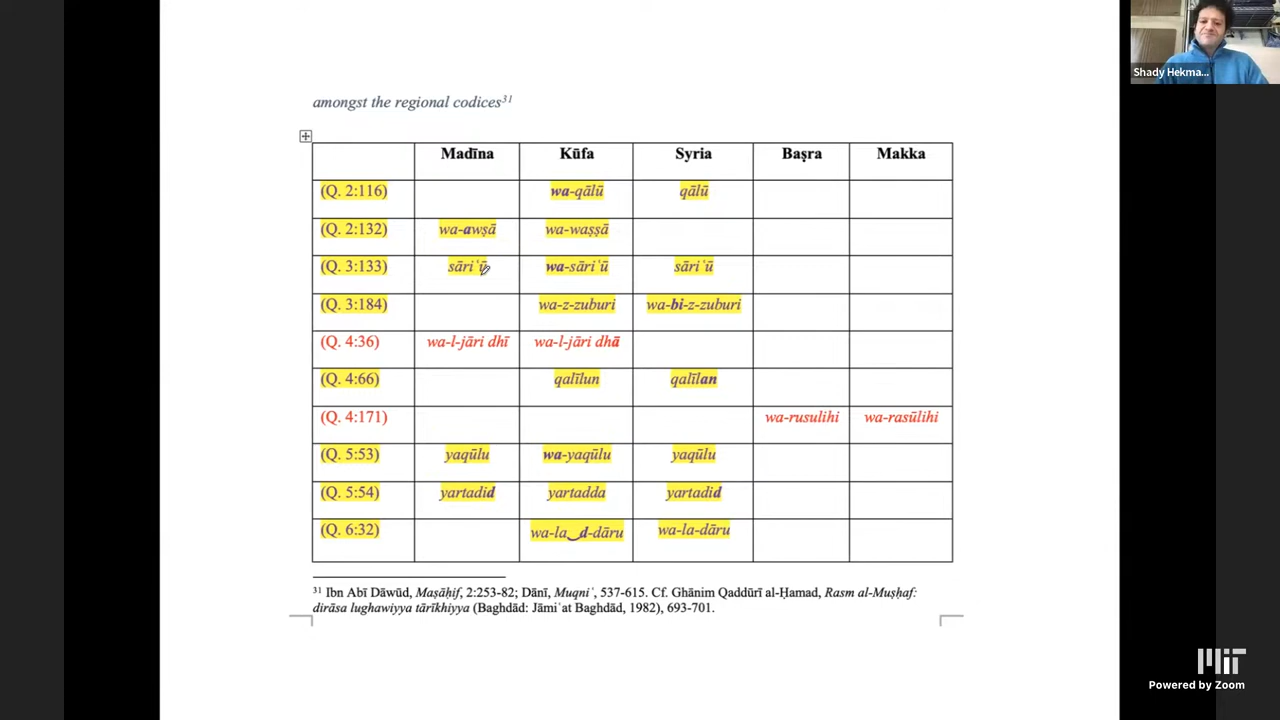 Shady Hekma...
amongst the regional codices31
Madīna Kūfa Syria Baṣra Makka
(Q. 2:116) wa-qālū qālū
(Q. 2:132) wa-awṣā wa-waṣṣā
(Q. 3:133) sāriʿū wa-sāriʿū sāriʿū
(Q. 3:184) wa-z-zuburi wa-bi-z-zuburi
(Q. 4:36) wa-l-jāri dhī wa-l-jāri dhā
(Q. 4:66) qalīlun qalīlan
(Q. 4:171) wa-rusulihi wa-rasūlihi
(Q. 5:53) yaqūlu wa-yaqūlu yaqūlu
(Q. 5:54) yartadid yartadda yartadid
(Q. 6:32) wa-la‿d-dāru wa-la-dāru
31 Ibn Abī Dāwūd, Maṣāḥif, 2:253-82; Dānī, Muqniʿ, 537-615. Cf. Ghānim Qaddūrī al-Ḥamad, Rasm al-Muṣḥaf:
dirāsa lughawiyya tārīkhiyya (Baghdād: Jāmiʿat Baghdād, 1982), 693-701.
MIT
Powered by Zoom